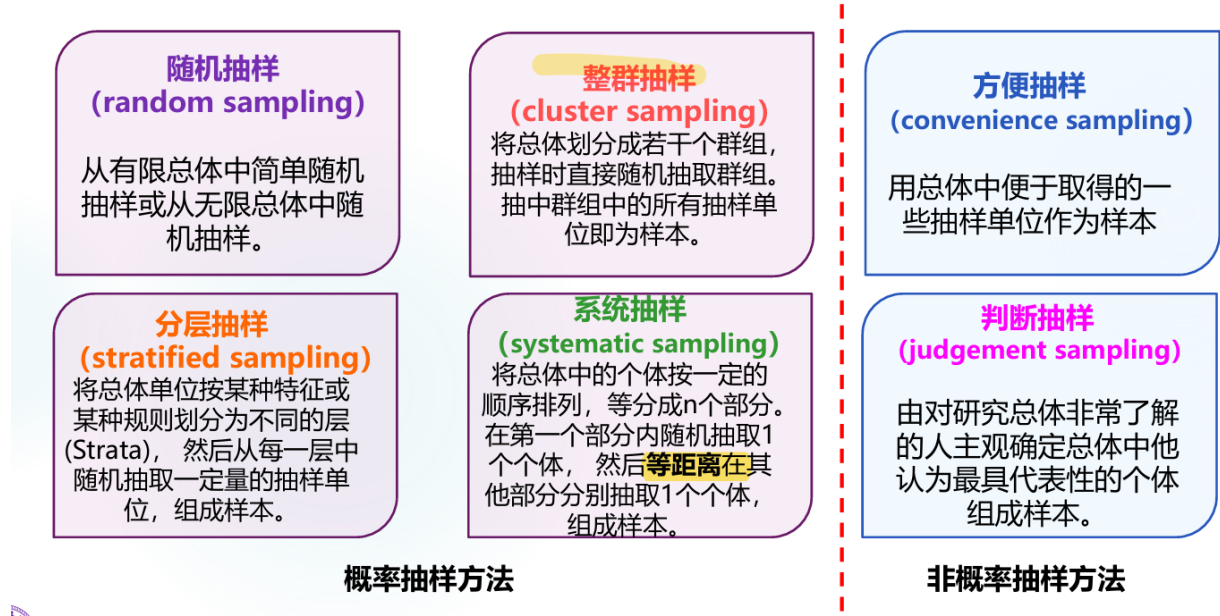 随机抽样
（random sampling）
从有限总体中简单随机
抽样或从无限总体中随
机抽样。
整群抽样
（cluster sampling）
将总体划分成若干个群组，
抽样时直接随机抽取群组。
抽中群组中的所有抽样单
位即为样本。
方便抽样
（convenience sampling）
用总体中便于取得的一
些抽样单位作为样本
分层抽样
（stratified sampling）
将总体单位按某种特征或
某种规则划分为不同的层
(Strata)， 然后从每一层中
随机抽取一定量的抽样单
位，组成样本。
系统抽样
（systematic sampling）
将总体中的个体按一定的
顺序排列，等分成n个部分。
在第一个部分内随机抽取1
个个体， 然后等距离在其
他部分分别抽取1个个体，
组成样本。
判断抽样
（judgement sampling）
由对研究总体非常了解
的人主观确定总体中他
认为最具代表性的个体
组成样本。
概率抽样方法
非概率抽样方法